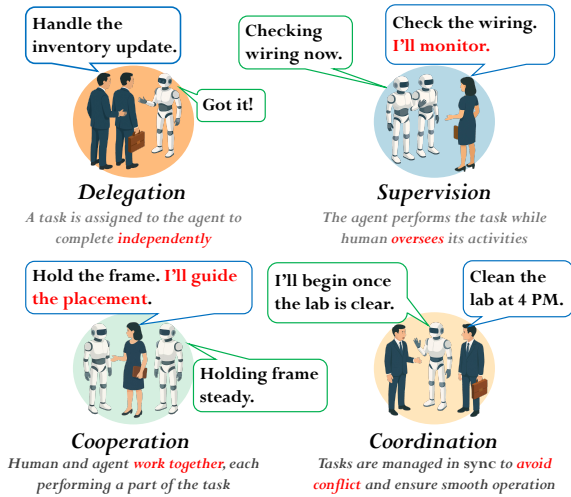 Handle the
inventory update.
Got it!
Delegation
A task is assigned to the agent to
complete independently
Checking
wiring now.
Check the wiring.
I'll monitor.
Supervision
The agent performs the task while
human oversees its activities
Hold the frame. I'll guide
the placement.
Holding frame
steady.
Cooperation
Human and agent work together, each
performing a part of the task
I'll begin once
the lab is clear.
Clean the
lab at 4 PM.
Coordination
Tasks are managed in sync to avoid
conflict and ensure smooth operation